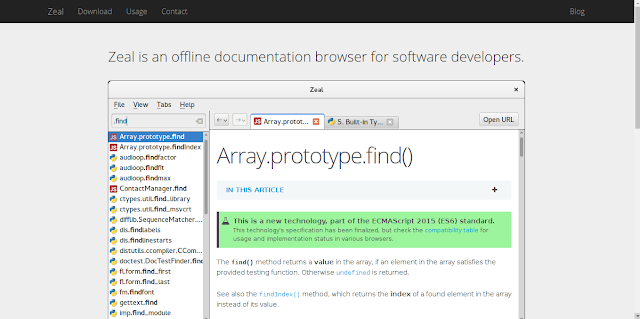 Zeal Download Usage Contact Blog
Zeal is an offline documentation browser for software developers.
Zeal
File View Tabs Help
.find
Array.protot...
5. Built-in Ty...
Open URL
Array.prototype.find
Array.prototype.findIndex
audioop.findfactor
audioop.findfit
audioop.findmax
ContactManager.find
ctypes.util.find_library
ctypes.util.find_msvcrt
difflib.SequenceMatcher....
dis.findlabels
dis.findlinestarts
distutils.ccompiler.CCom...
doctest.DocTestFinder.find
fl.form.find_first
fl.form.find_last
fm.findfont
gettext.find
imp.find_module
Array.prototype.find()
IN THIS ARTICLE
This is a new technology, part of the ECMAScript 2015 (ES6) standard.
This technology's specification has been finalized, but check the compatibility table for
usage and implementation status in various browsers.
The find() method returns a value in the array, if an element in the array satisfies the
provided testing function. Otherwise undefined is returned.
See also the findIndex() method, which returns the index of a found element in the array
instead of its value.